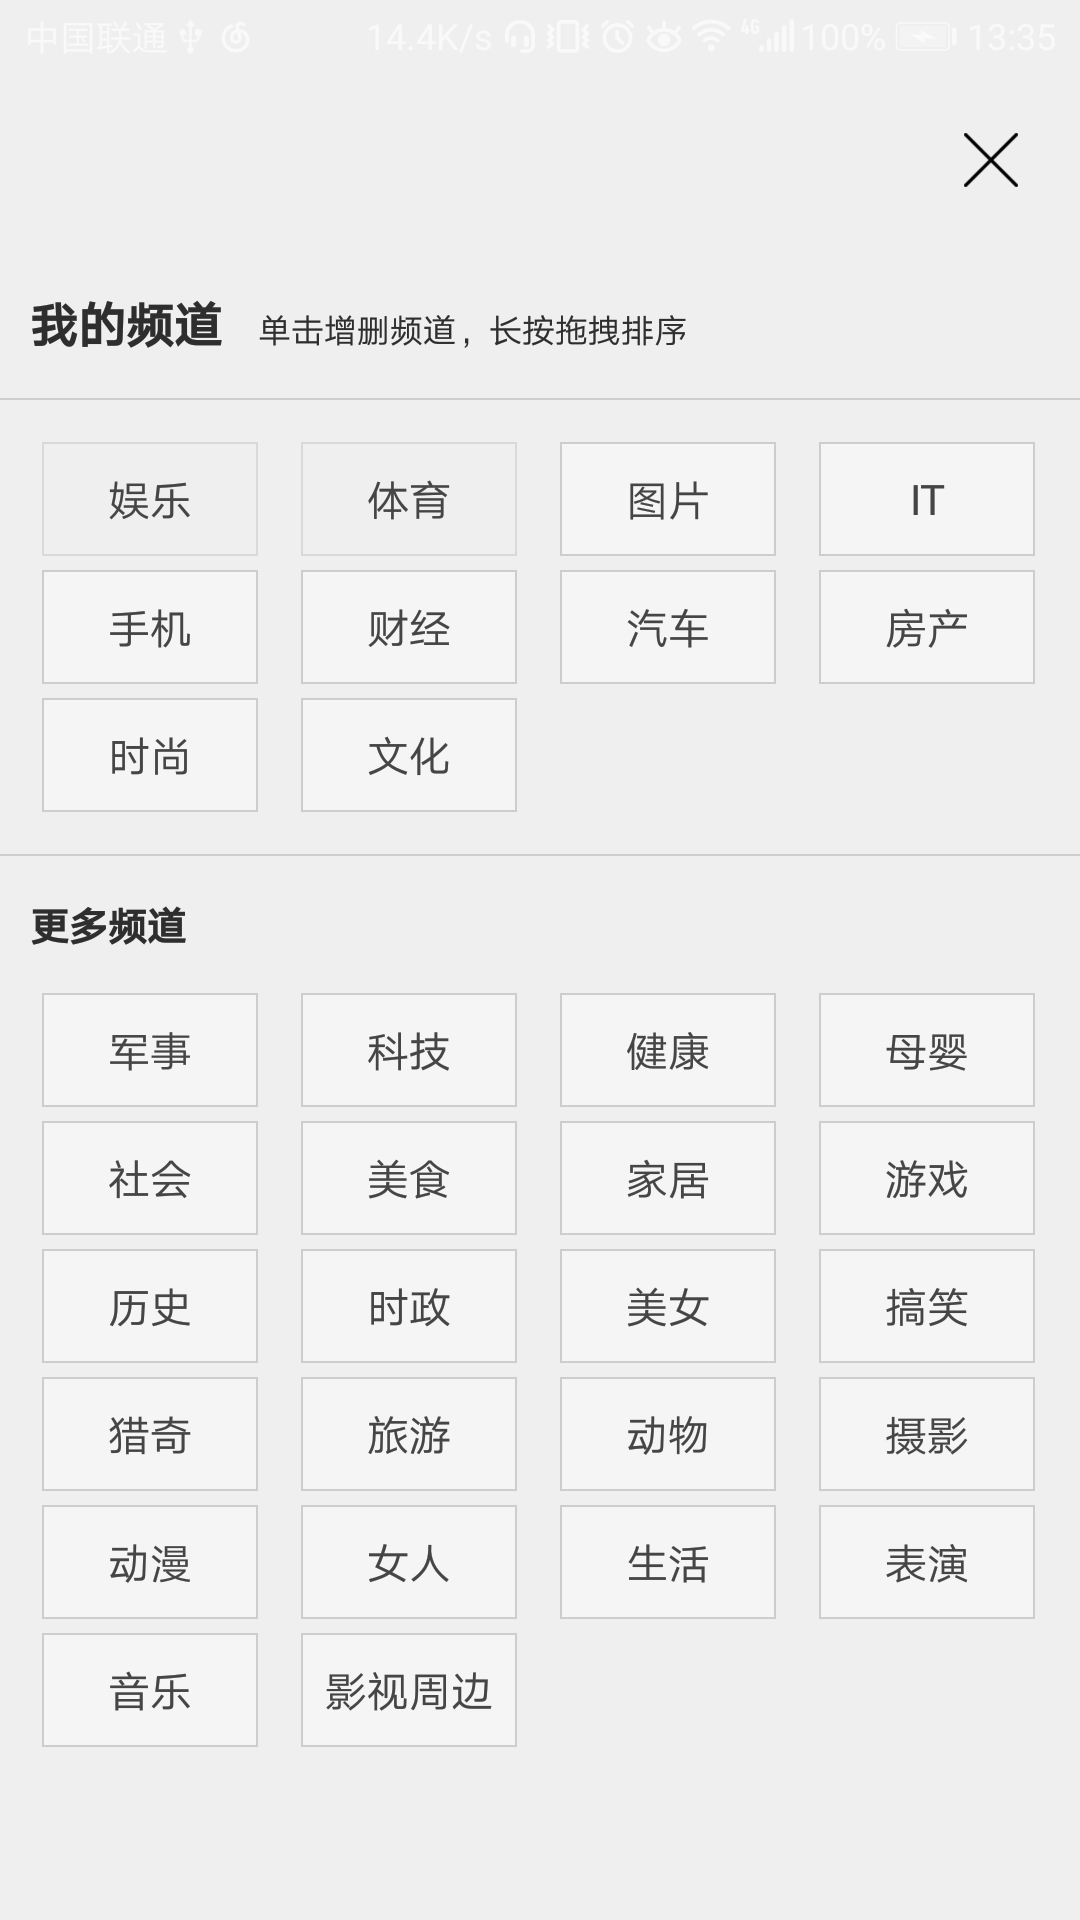 中国联通 14.4K/s 4G 100% 13:35
我的频道 单击增删频道，长按拖拽排序
娱乐 体育 图片 IT
手机 财经 汽车 房产
时尚 文化
更多频道
军事 科技 健康 母婴
社会 美食 家居 游戏
历史 时政 美女 搞笑
猎奇 旅游 动物 摄影
动漫 女人 生活 表演
音乐 影视周边